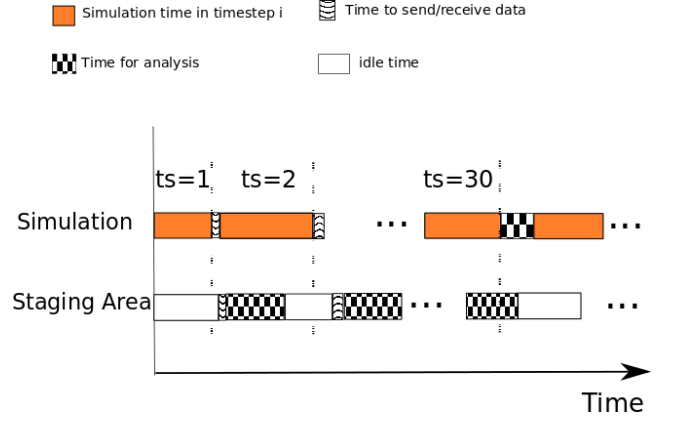 Simulation time in timestep i
Time to send/receive data
Time for analysis
idle time
ts=1
ts=2
ts=30
Simulation
...
...
Staging Area
...
...
Time